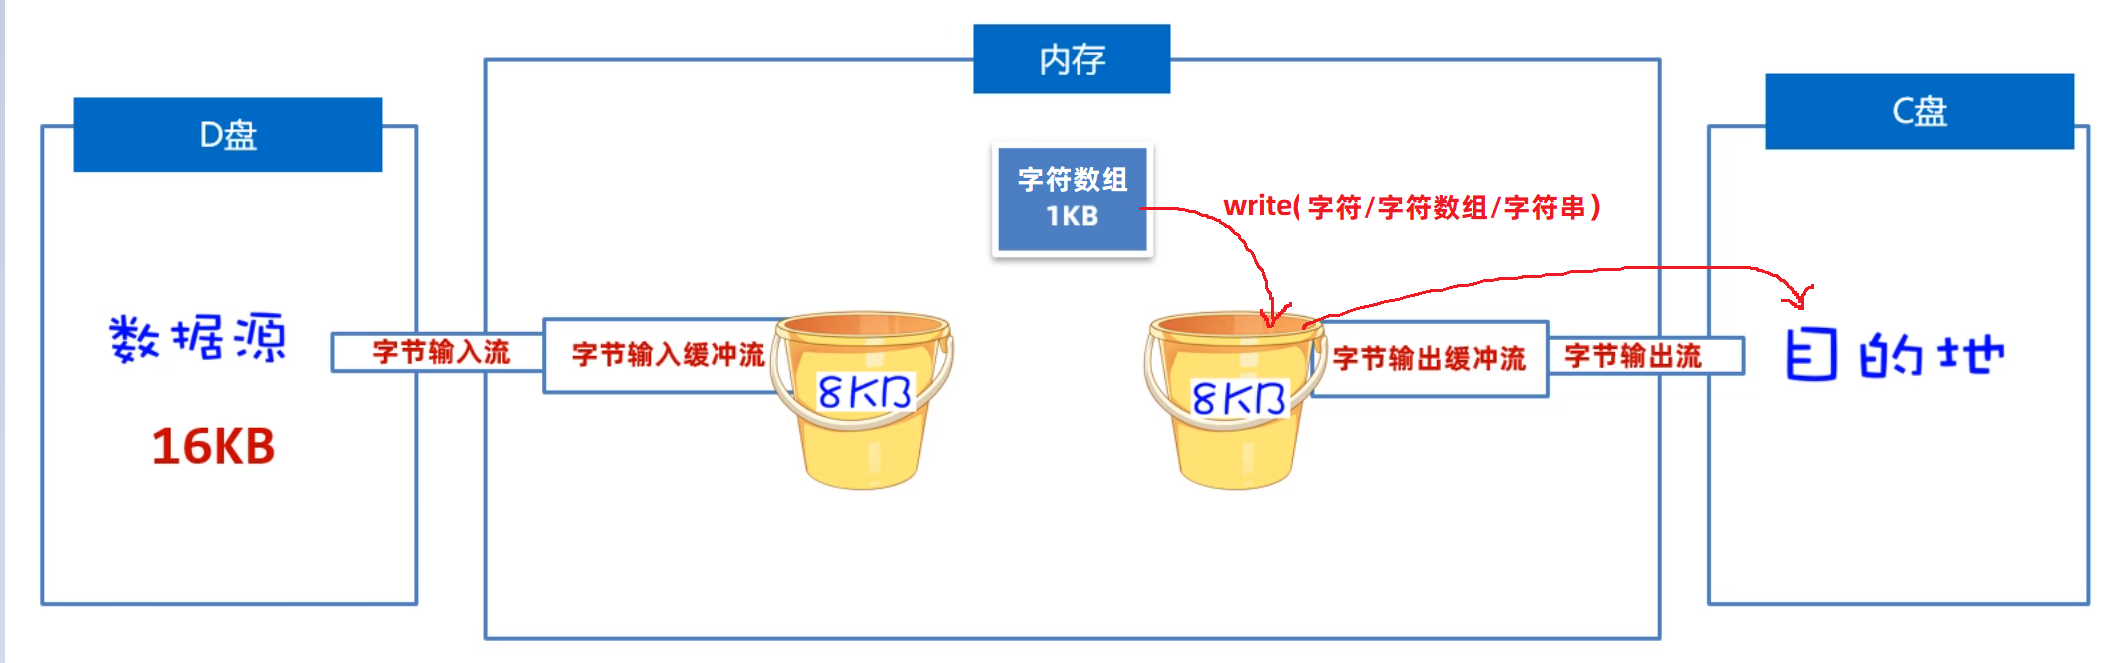 内存
D盘
C盘
字符数组
1KB
write( 字符/字符数组/字符串)
数据源
字节输入流
字节输入缓冲流
8KB
8KB
字节输出缓冲流
字节输出流
目的地
16KB